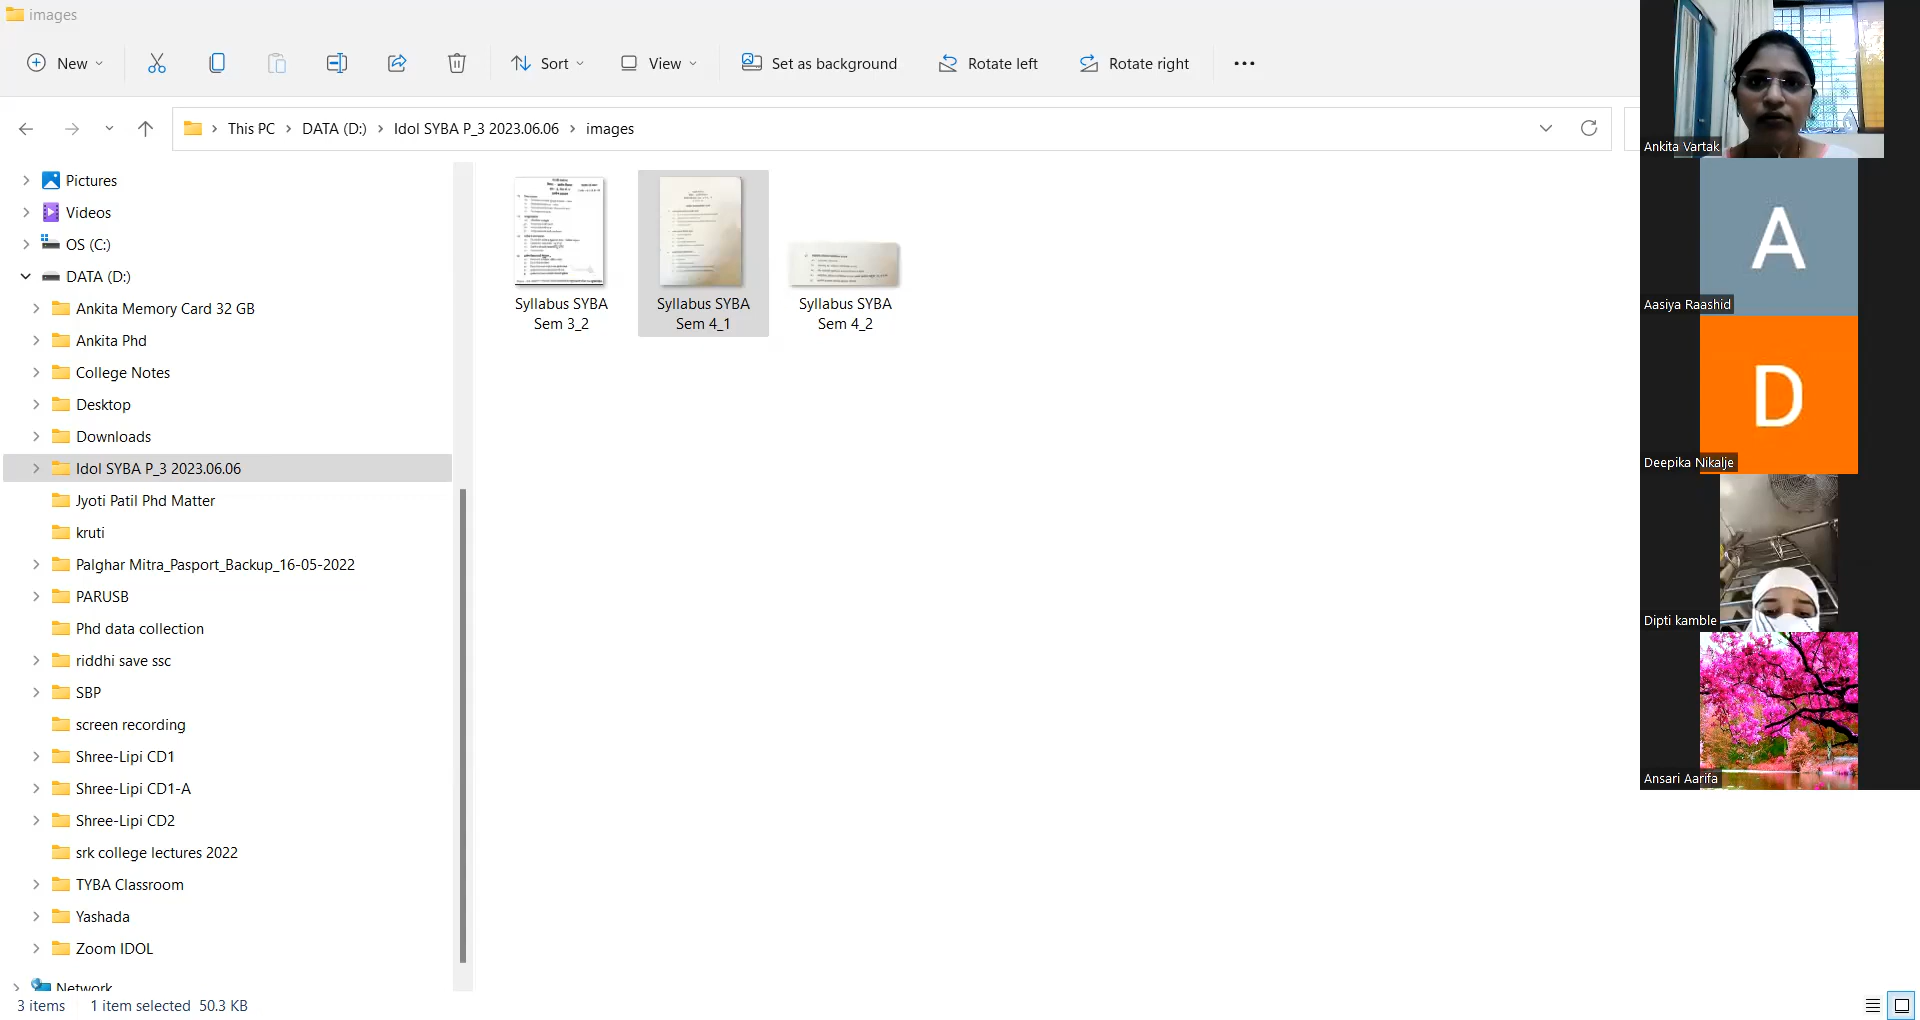 images
New
Sort
View
Set as background
Rotate left
Rotate right
This PC > DATA (D:) > Idol SYBA P_3 2023.06.06 > images
Pictures
Videos
OS (C:)
DATA (D:)
Ankita Memory Card 32 GB
Ankita Phd
College Notes
Desktop
Downloads
Idol SYBA P_3 2023.06.06
Jyoti Patil Phd Matter
kruti
Palghar Mitra_Pasport_Backup_16-05-2022
PARUSB
Phd data collection
riddhi save ssc
SBP
screen recording
Shree-Lipi CD1
Shree-Lipi CD1-A
Shree-Lipi CD2
srk college lectures 2022
TYBA Classroom
Yashada
Zoom IDOL
Network
3 items
1 item selected 50.3 KB
Syllabus SYBA
Sem 3_2
Syllabus SYBA
Sem 4_1
Syllabus SYBA
Sem 4_2
Ankita Vartak
A
Aasiya Raashid
D
Deepika Nikalje
Dipti kamble
Ansari Aarifa